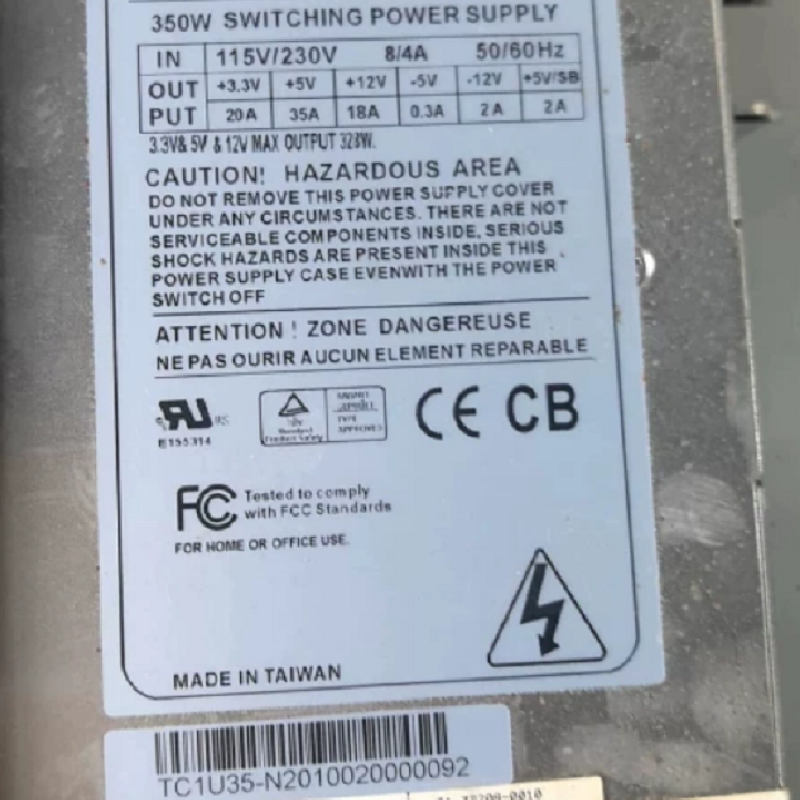 350W SWITCHING POWER SUPPLY
IN 115V/230V 8/4A 50/60Hz
OUT +3.3V +5V +12V -5V -12V +5V/SB
PUT 20A 35A 18A 0.3A 2A 2A
3.3V& 5V & 12V MAX OUTPUT 328W.
CAUTION! HAZARDOUS AREA
DO NOT REMOVE THIS POWER SUPPLY COVER
UNDER ANY CIRCUMSTANCES. THERE ARE NOT
SERVICEABLE COMPONENTS INSIDE, SERIOUS
SHOCK HAZARDS ARE PRESENT INSIDE THIS
POWER SUPPLY CASE EVENWITH THE POWER
SWITCH OFF
ATTENTION ! ZONE DANGEREUSE
NE PAS OURIR AUCUN ELEMENT REPARABLE
E155314
TYPE
APPROVED
Product Safety
CE CB
FC Tested to comply
with FCC Standards
FOR HOME OR OFFICE USE
MADE IN TAIWAN
TC1U35-N2010020000092